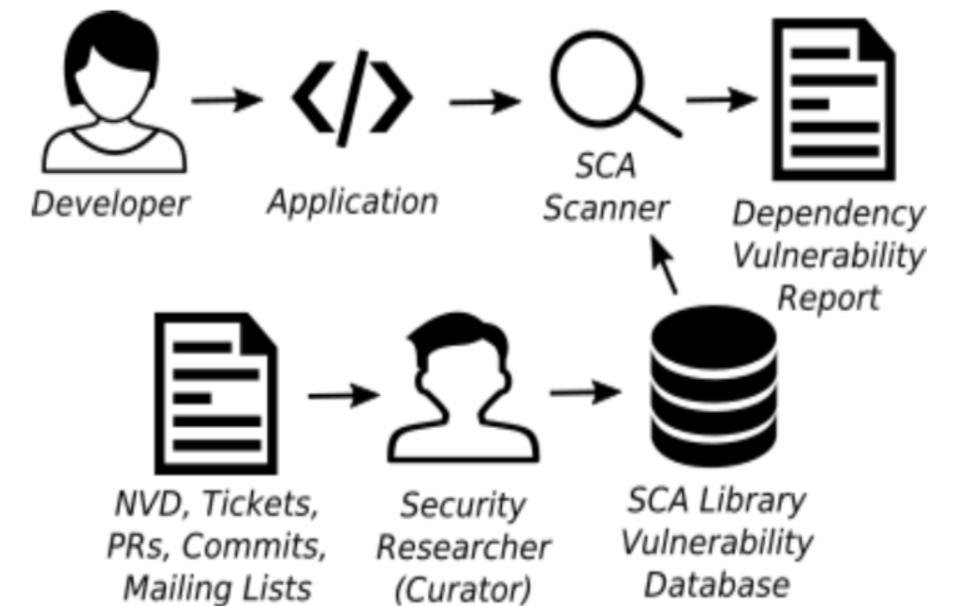 Developer
Application
SCA
Scanner
Dependency
Vulnerability
Report
NVD, Tickets,
PRs, Commits,
Mailing Lists
Security
Researcher
(Curator)
SCA Library
Vulnerability
Database